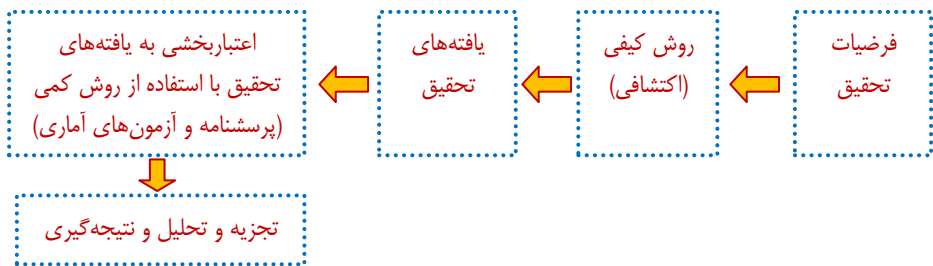 فرضیات
تحقیق
روش کیفی
(اکتشافی)
یافته‌های
تحقیق
اعتباربخشی به یافته‌های
تحقیق با استفاده از روش کمی
(پرسشنامه و آزمون‌های آماری)
تجزیه و تحلیل و نتیجه‌گیری